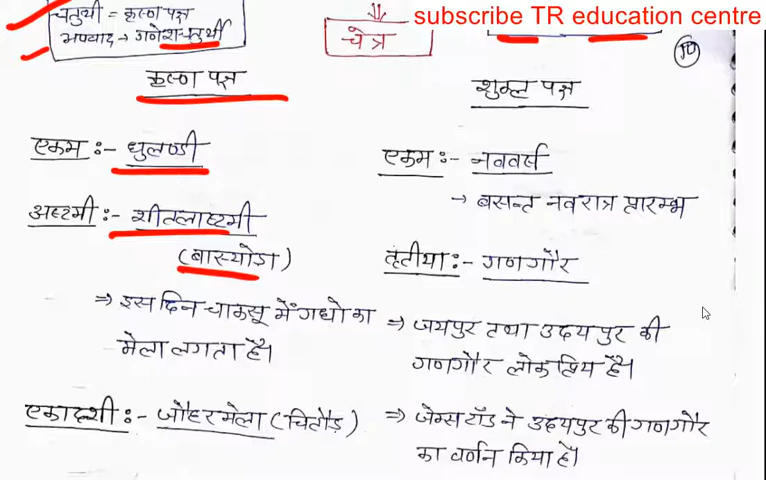 subscribe TR education centre
चतुर्थी = कृष्ण पक्ष
अपवाद → गणेश चतुर्थी
चैत्र
10
कृष्ण पक्ष
एकम :- धुलण्डी
अष्टमी :- शीतलाष्टमी
(बास्योडा)
⇒ इस दिन चाकसू में गधो का
मेला लगता है।
एकादशी :- जौहर मेला (चितौड़)
शुक्ल पक्ष
एकम :- नववर्ष
→ बसन्त नवरात्र प्रारम्भ
तृतीया :- गणगौर
⇒ जयपुर तथा उदयपुर की
गणगौर लोकप्रिय है।
⇒ जेम्स टॉड ने उदयपुर की गणगौर
का वर्णन किया है।